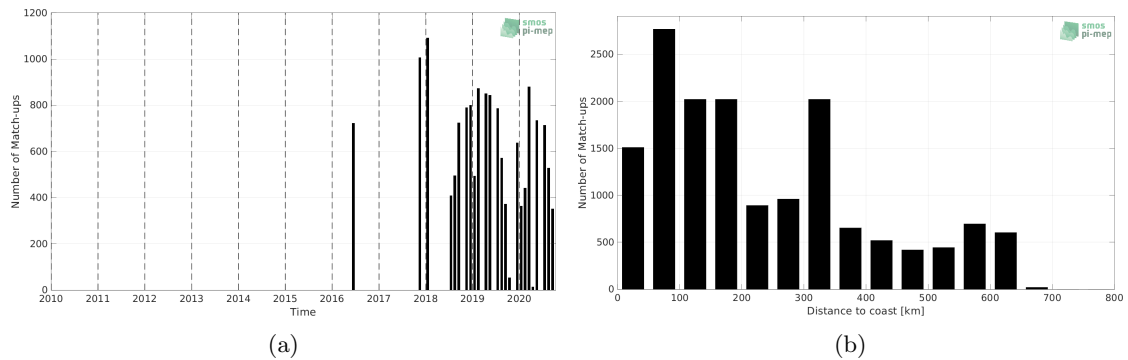 1200
1000
800
600
400
200
0
Number of Match-ups
2010 2011 2012 2013 2014 2015 2016 2017 2018 2019 2020
Time
smos
pi-mep
(a)
2500
2000
1500
1000
500
0
Number of Match-ups
0 100 200 300 400 500 600 700 800
Distance to coast [km]
smos
pi-mep
(b)